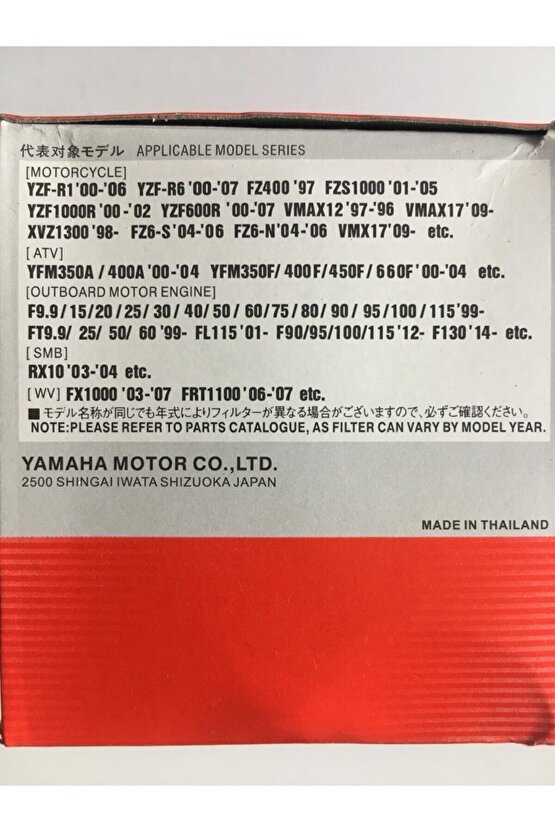 代表対象モデル APPLICABLE MODEL SERIES
[MOTORCYCLE]
YZF-R1 '00-'06 YZF-R6 '00-'07 FZ400 '97 FZS1000 '01-'05
YZF1000R '00-'02 YZF600R '00-'07 VMAX12 '97-'96 VMAX17 '09-
XVZ1300 '98- FZ6-S '04-'06 FZ6-N '04-'06 VMX17 '09- etc.
[ATV]
YFM350A / 400A '00-'04 YFM350F / 400F/450F / 660F '00-'04 etc.
[OUTBOARD MOTOR ENGINE]
F9.9 / 15/20 / 25/ 30 / 40/ 50 / 60/75 / 80/ 90 / 95/100 / 115 '99-
FT9.9/ 25/ 50/ 60 '99- FL115 '01- F90/95/100/115 '12- F130 '14- etc.
[SMB]
RX10 '03-'04 etc.
[WV] FX1000 '03-'07 FRT1100 '06-'07 etc.
■ モデル名称が同じでも年式によりフィルターが異なる場合がございますので、必ずご確認ください。
NOTE:PLEASE REFER TO PARTS CATALOGUE, AS FILTER CAN VARY BY MODEL YEAR.
YAMAHA MOTOR CO.,LTD.
2500 SHINGAI IWATA SHIZUOKA JAPAN
MADE IN THAILAND